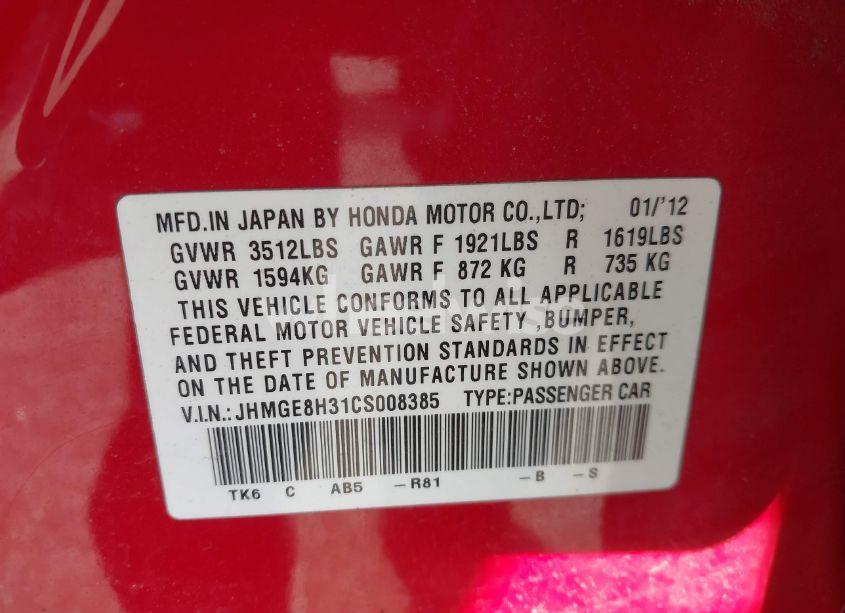 MFD.IN JAPAN BY HONDA MOTOR CO.,LTD; 01/'12
GVWR 3512LBS GAWR F 1921LBS R 1619LBS
GVWR 1594KG GAWR F 872 KG R 735 KG
THIS VEHICLE CONFORMS TO ALL APPLICABLE
FEDERAL MOTOR VEHICLE SAFETY ,BUMPER,
AND THEFT PREVENTION STANDARDS IN EFFECT
ON THE DATE OF MANUFACTURE SHOWN ABOVE.
V.I.N.:JHMGE8H31CS008385 TYPE:PASSENGER CAR
TK6 C AB5 -R81 -B -S